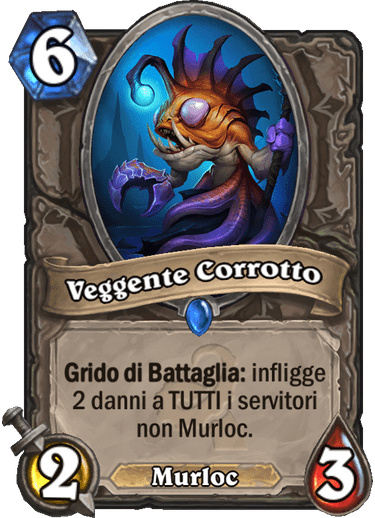 6
Veggente Corrotto
Grido di Battaglia: infligge
2 danni a TUTTI i servitori
non Murloc.
2
Murloc
3